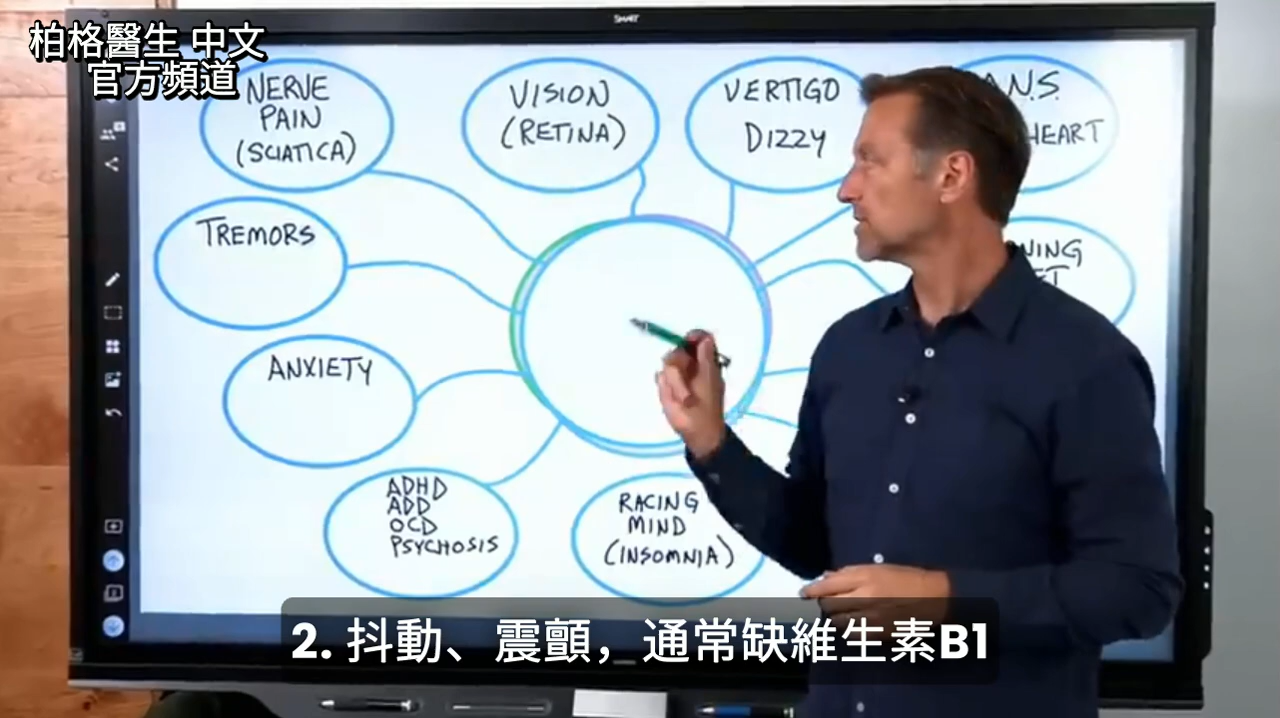 SMART
柏格醫生 中文
官方頻道
NERVE
PAIN
(SCIATICA)
VISION
(RETINA)
VERTIGO
DIZZY
A.N.S.
HEART
TREMORS
ANXIETY
ADHD
ADD
OCD
PSYCHOSIS
RACING
MIND
(INSOMNIA)
2. 抖動、震顫，通常缺維生素B1